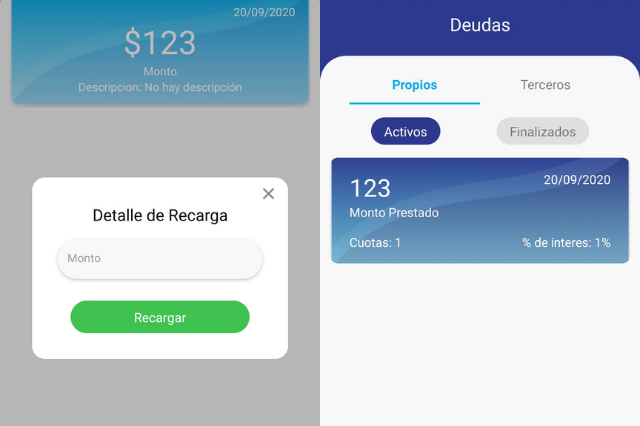 20/09/2020
$123
Monto
Descripcion: No hay descripción
Detalle de Recarga
Monto
Recargar
Deudas
Propios Terceros
Activos Finalizados
123 20/09/2020
Monto Prestado
Cuotas: 1 % de interes: 1%